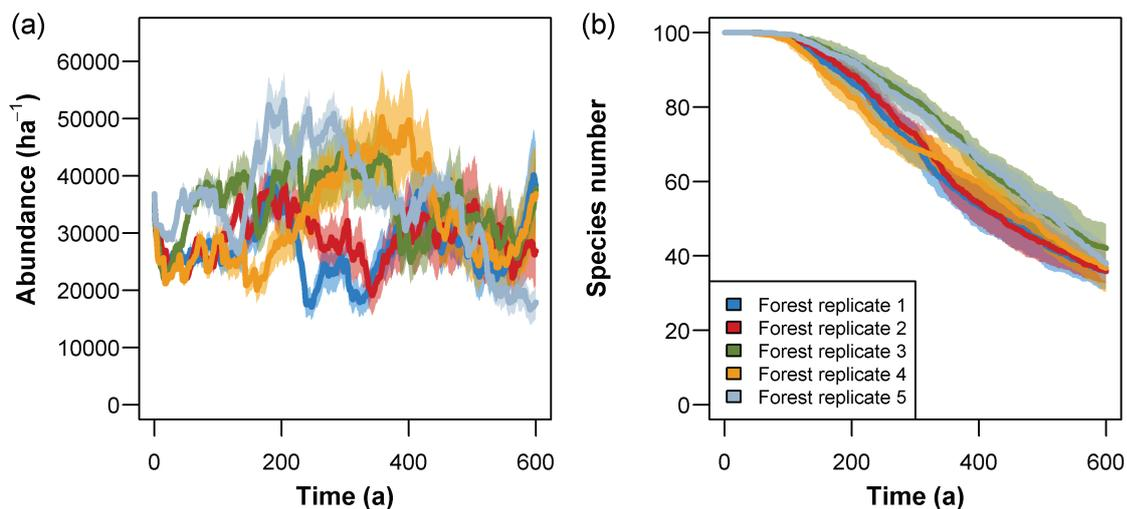 (a)
Abundance (ha⁻¹)
60000
50000
40000
30000
20000
10000
0
0 200 400 600
Time (a)
(b)
Species number
100
80
60
40
20
0
Forest replicate 1
Forest replicate 2
Forest replicate 3
Forest replicate 4
Forest replicate 5
0 200 400 600
Time (a)